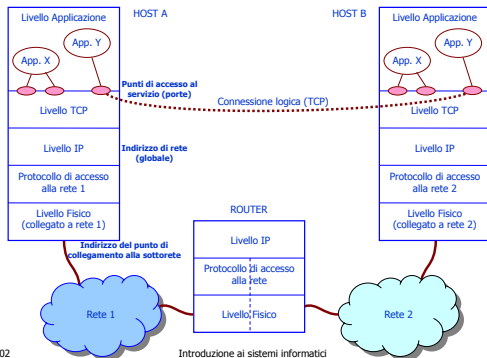 Livello Applicazione
HOST A
App. X
App. Y
Punti di accesso al
servizio (porte)
Connessione logica (TCP)
Livello TCP
Livello IP
Indirizzo di rete
(globale)
Protocollo di accesso
alla rete 1
Livello Fisico
(collegato a rete 1)
Indirizzo del punto di
collegamento alla sottorete
Rete 1
ROUTER
Livello IP
Protocollo di accesso
alla rete
Livello Fisico
HOST B
Livello Applicazione
App. X
App. Y
Livello TCP
Livello IP
Protocollo di accesso
alla rete 2
Livello Fisico
(collegato a rete 2)
Rete 2
02
Introduzione ai sistemi informatici